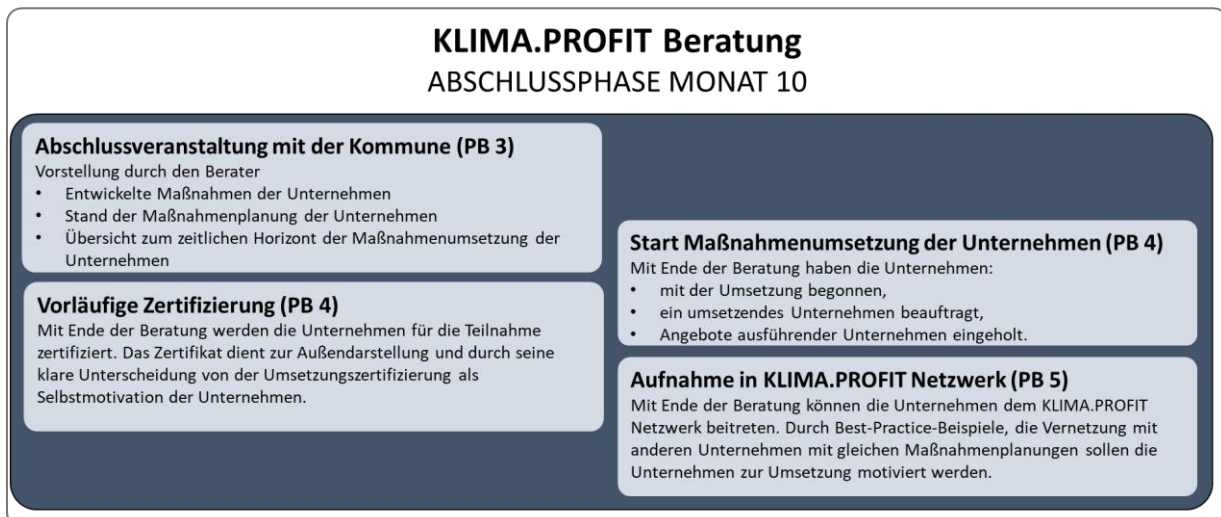 KLIMA.PROFIT Beratung
ABSCHLUSSPHASE MONAT 10
Abschlussveranstaltung mit der Kommune (PB 3)
Vorstellung durch den Berater
• Entwickelte Maßnahmen der Unternehmen
• Stand der Maßnahmenplanung der Unternehmen
• Übersicht zum zeitlichen Horizont der Maßnahmenumsetzung der
Unternehmen
Vorläufige Zertifizierung (PB 4)
Mit Ende der Beratung werden die Unternehmen für die Teilnahme
zertifiziert. Das Zertifikat dient zur Außendarstellung und durch seine
klare Unterscheidung von der Umsetzungszertifizierung als
Selbstmotivation der Unternehmen.
Start Maßnahmenumsetzung der Unternehmen (PB 4)
Mit Ende der Beratung haben die Unternehmen:
• mit der Umsetzung begonnen,
• ein umsetzendes Unternehmen beauftragt,
• Angebote ausführender Unternehmen eingeholt.
Aufnahme in KLIMA.PROFIT Netzwerk (PB 5)
Mit Ende der Beratung können die Unternehmen dem KLIMA.PROFIT
Netzwerk beitreten. Durch Best-Practice-Beispiele, die Vernetzung mit
anderen Unternehmen mit gleichen Maßnahmenplanungen sollen die
Unternehmen zur Umsetzung motiviert werden.